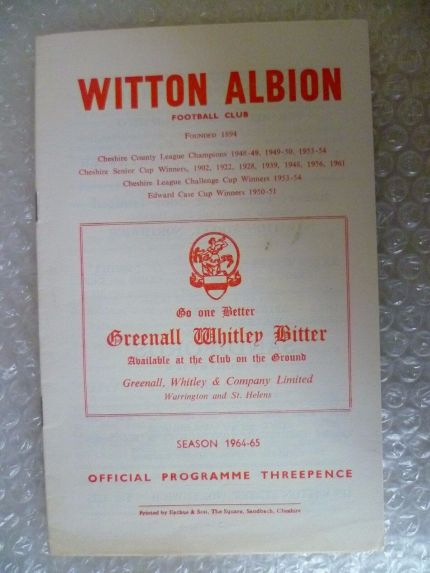 WITTON ALBION
FOOTBALL CLUB
FOUNDED 1894
Cheshire County League Champions 1948-49, 1949-50, 1953-54
Cheshire Senior Cup Winners, 1902, 1922, 1928, 1939, 1948, 1956, 1961
Cheshire League Challenge Cup Winners 1953-54
Edward Case Cup Winners 1950-51
Go one Better
Greenall Whitley Bitter
Available at the Club on the Ground
Greenall, Whitley & Company Limited
Warrington and St. Helens
SEASON 1964-65
OFFICIAL PROGRAMME THREEPENCE
Printed by & Son, The Square, Sandbach, Cheshire